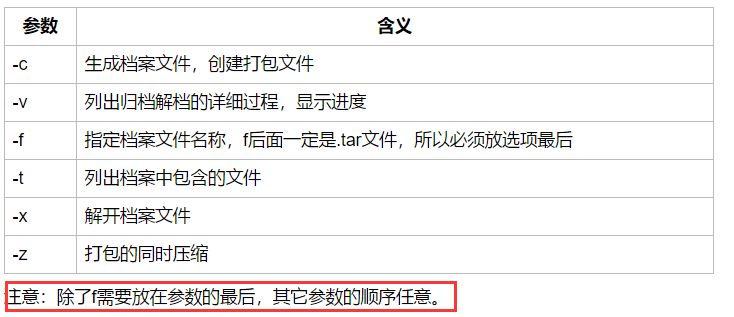 参数 含义
-c 生成档案文件，创建打包文件
-v 列出归档解档的详细过程，显示进度
-f 指定档案文件名称，f后面一定是.tar文件，所以必须放选项最后
-t 列出档案中包含的文件
-x 解开档案文件
-z 打包的同时压缩
注意：除了f需要放在参数的最后，其它参数的顺序任意。